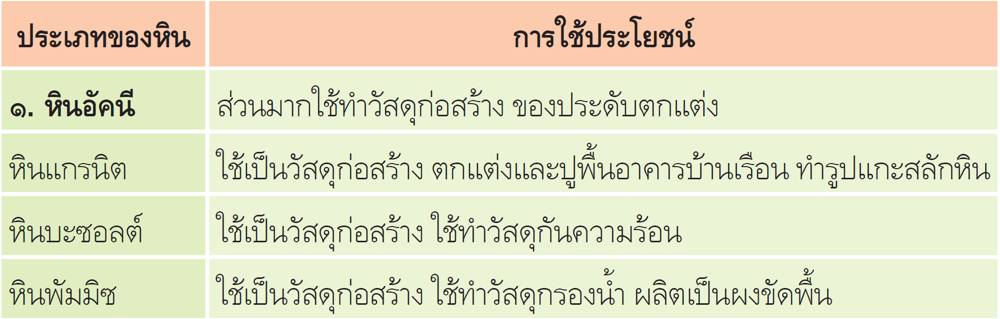 ประเภทของหิน การใช้ประโยชน์
๑. หินอัคนี ส่วนมากใช้ทำวัสดุก่อสร้าง ของประดับตกแต่ง
หินแกรนิต ใช้เป็นวัสดุก่อสร้าง ตกแต่งและปูพื้นอาคารบ้านเรือน ทำรูปแกะสลักหิน
หินบะซอลต์ ใช้เป็นวัสดุก่อสร้าง ใช้ทำวัสดุกันความร้อน
หินพัมมิซ ใช้เป็นวัสดุก่อสร้าง ใช้ทำวัสดุกรองน้ำ ผลิตเป็นผงขัดพื้น